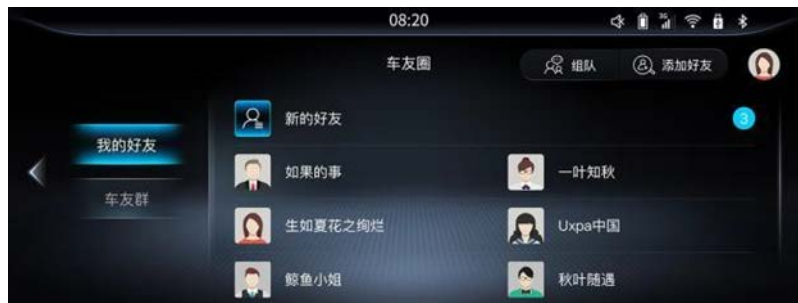 08:20
3G
车友圈
组队
添加好友
我的好友
车友群
新的好友
3
如果的事
一叶知秋
生如夏花之绚烂
Uxpa中国
鲸鱼小姐
秋叶随遇